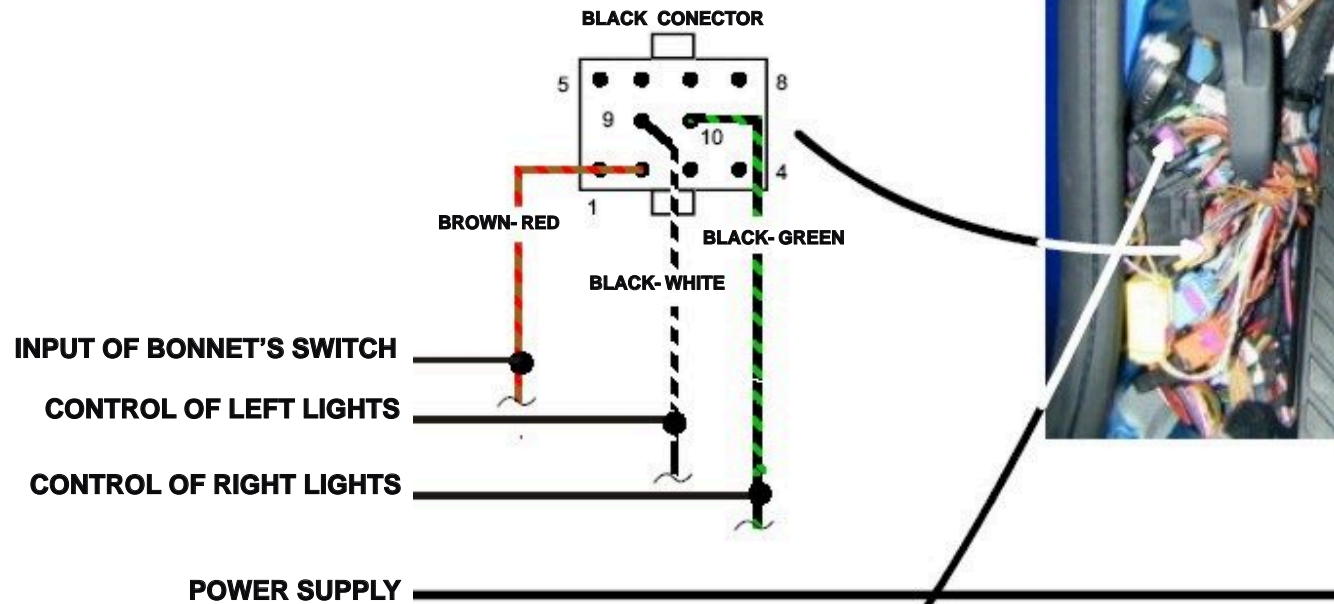 BLACK CONECTOR
5
8
9
10
4
1
BROWN-RED
BLACK-GREEN
BLACK-WHITE
INPUT OF BONNET'S SWITCH
CONTROL OF LEFT LIGHTS
CONTROL OF RIGHT LIGHTS
POWER SUPPLY